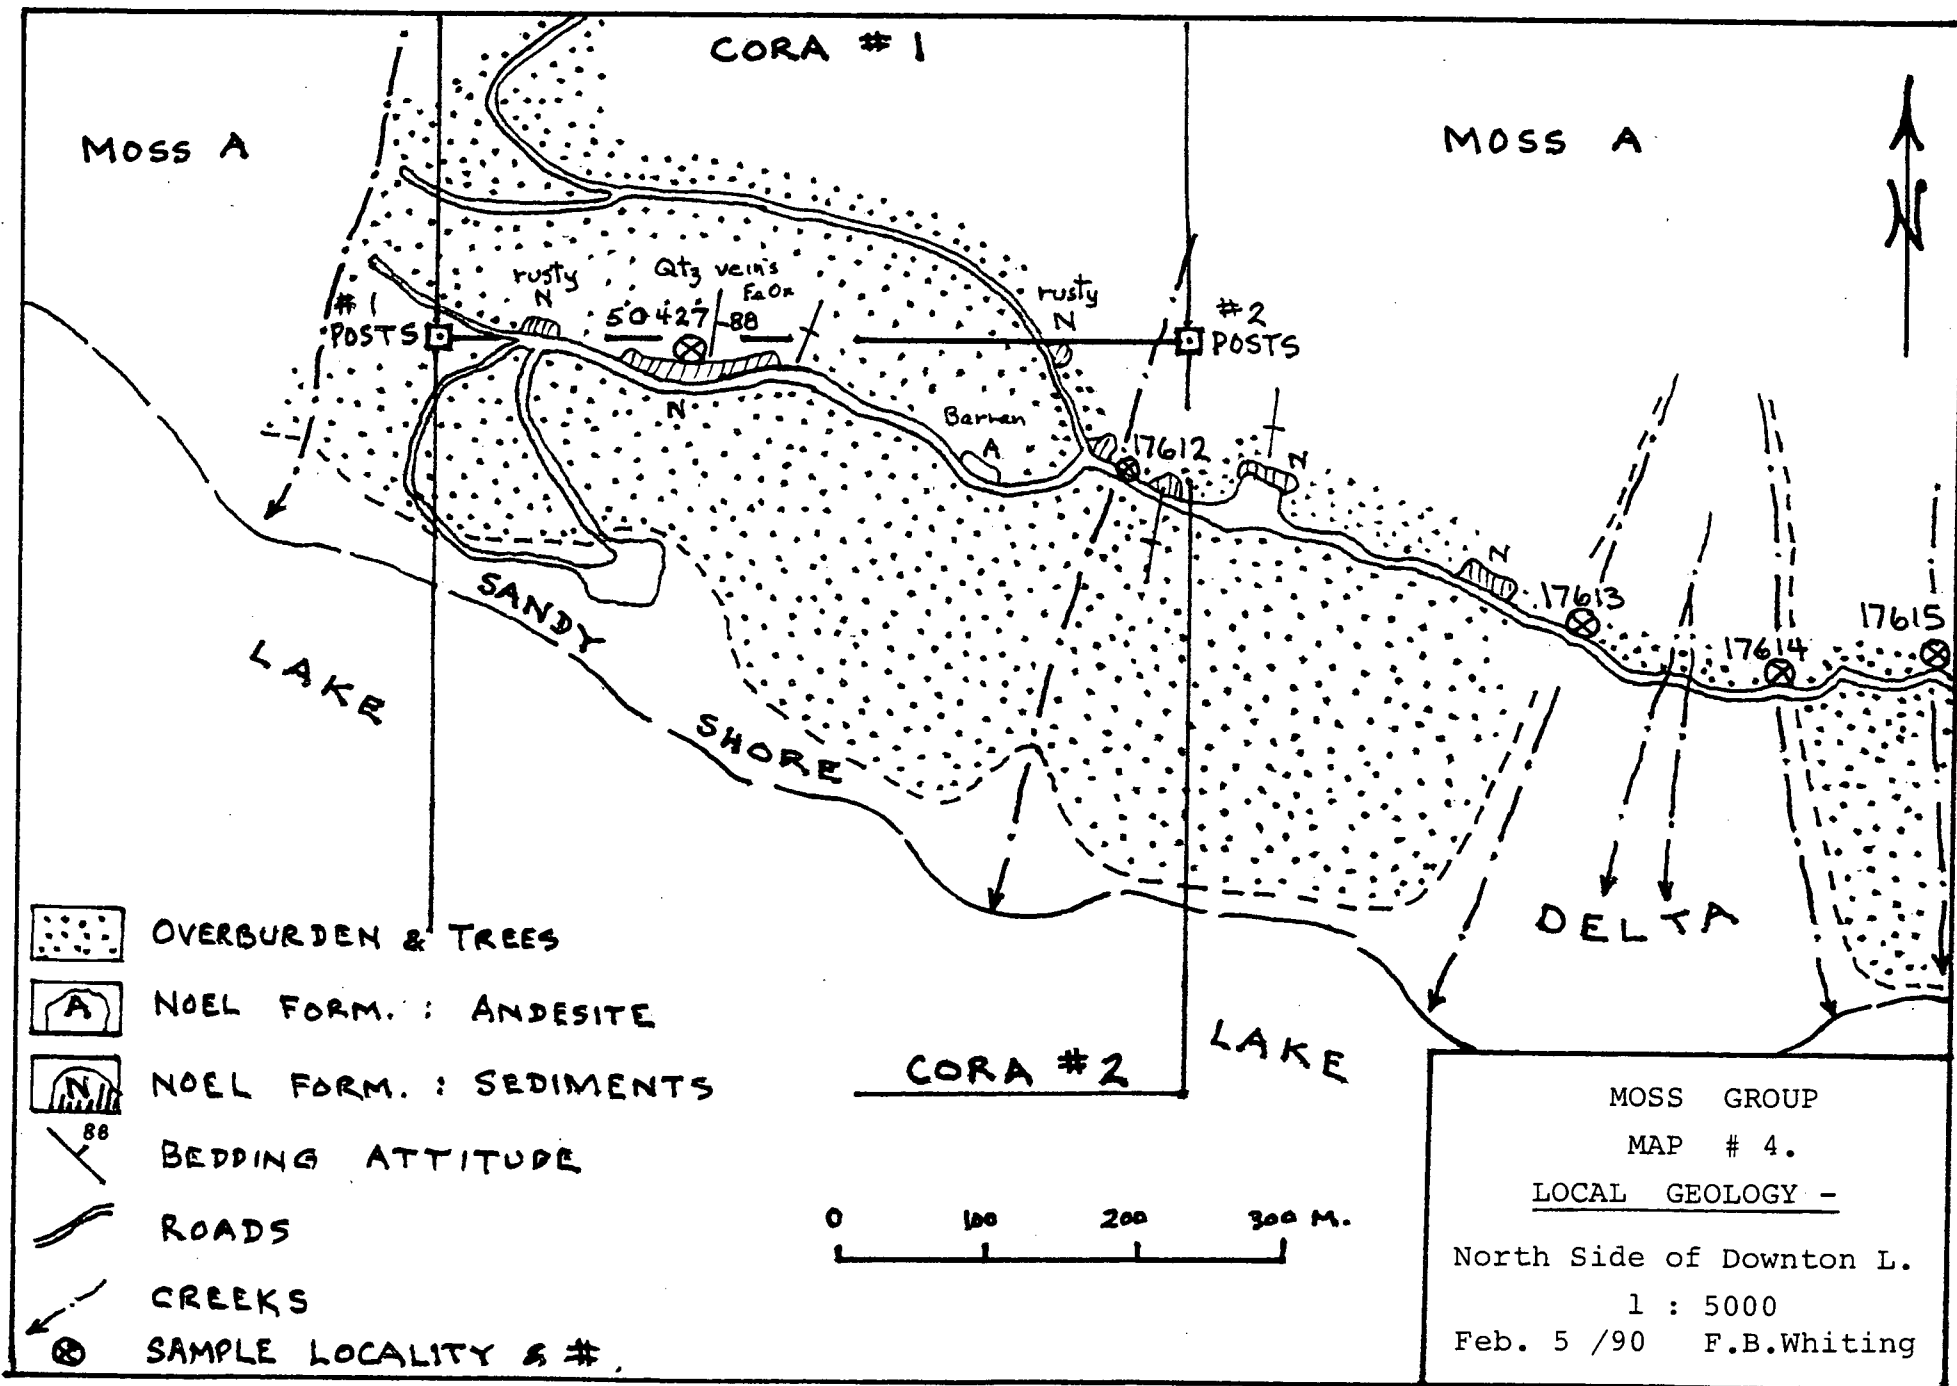 CORA # 1
MOSS A
MOSS A
N
rusty
N
Qtz vein's
FeOx
50427
88
#1
POSTS
rusty
N
#2
POSTS
N
Barren
A
17612
N
N
17613
17614
17615
SANDY
SHORE
LAKE
DELTA
LAKE
CORA #2
OVERBURDEN & TREES
A NOEL FORM. : ANDESITE
N NOEL FORM. : SEDIMENTS
88 BEDDING ATTITUDE
ROADS
CREEKS
SAMPLE LOCALITY & #.
0 100 200 300 M.
MOSS GROUP
MAP # 4.
LOCAL GEOLOGY -
North Side of Downton L.
1 : 5000
Feb. 5 /90 F.B.Whiting